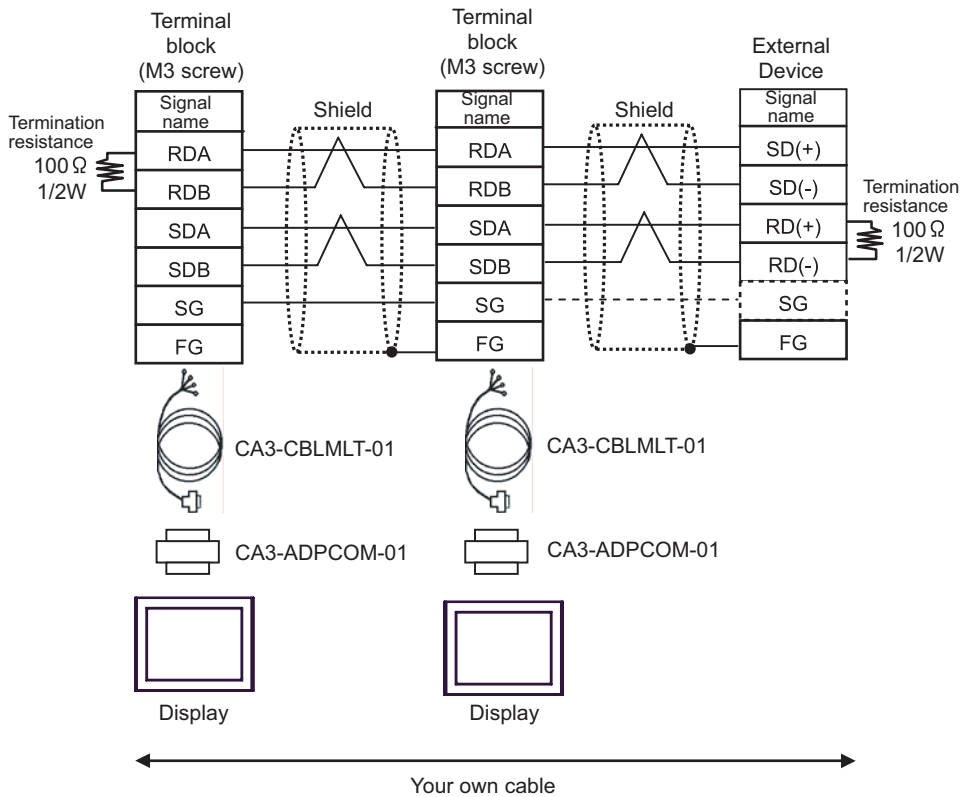 Terminal
block
(M3 screw)
Terminal
block
(M3 screw)
External
Device
Termination
resistance
100 Ω
1/2W
Signal
name
RDA
RDB
SDA
SDB
SG
FG
Shield
Signal
name
RDA
RDB
SDA
SDB
SG
FG
Shield
Signal
name
SD(+)
SD(-)
RD(+)
RD(-)
SG
FG
Termination
resistance
100 Ω
1/2W
CA3-CBLMLT-01
CA3-CBLMLT-01
CA3-ADPCOM-01
CA3-ADPCOM-01
Display
Display
Your own cable